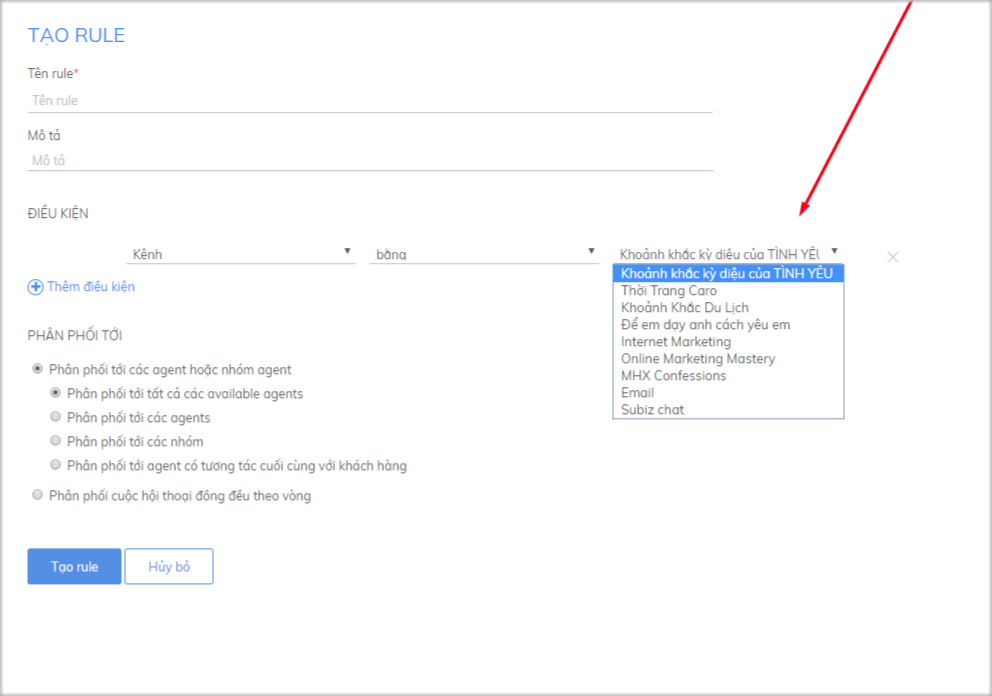 TẠO RULE
Tên rule*
Tên rule
Mô tả
Mô tả
ĐIỀU KIỆN
Kênh bằng Khoảnh khắc kỳ diệu của TÌNH YÊU
Khoảnh khắc kỳ diệu của TÌNH YÊU
Thời Trang Caro
Khoảnh Khắc Du Lịch
Để em dạy anh cách yêu em
Internet Marketing
Online Marketing Mastery
MHX Confessions
Email
Subiz chat
Thêm điều kiện
PHÂN PHỐI TỚI
Phân phối tới các agent hoặc nhóm agent
Phân phối tới tất cả các available agents
Phân phối tới các agents
Phân phối tới các nhóm
Phân phối tới agent có tương tác cuối cùng với khách hàng
Phân phối cuộc hội thoại đồng đều theo vòng
Tạo rule Hủy bỏ